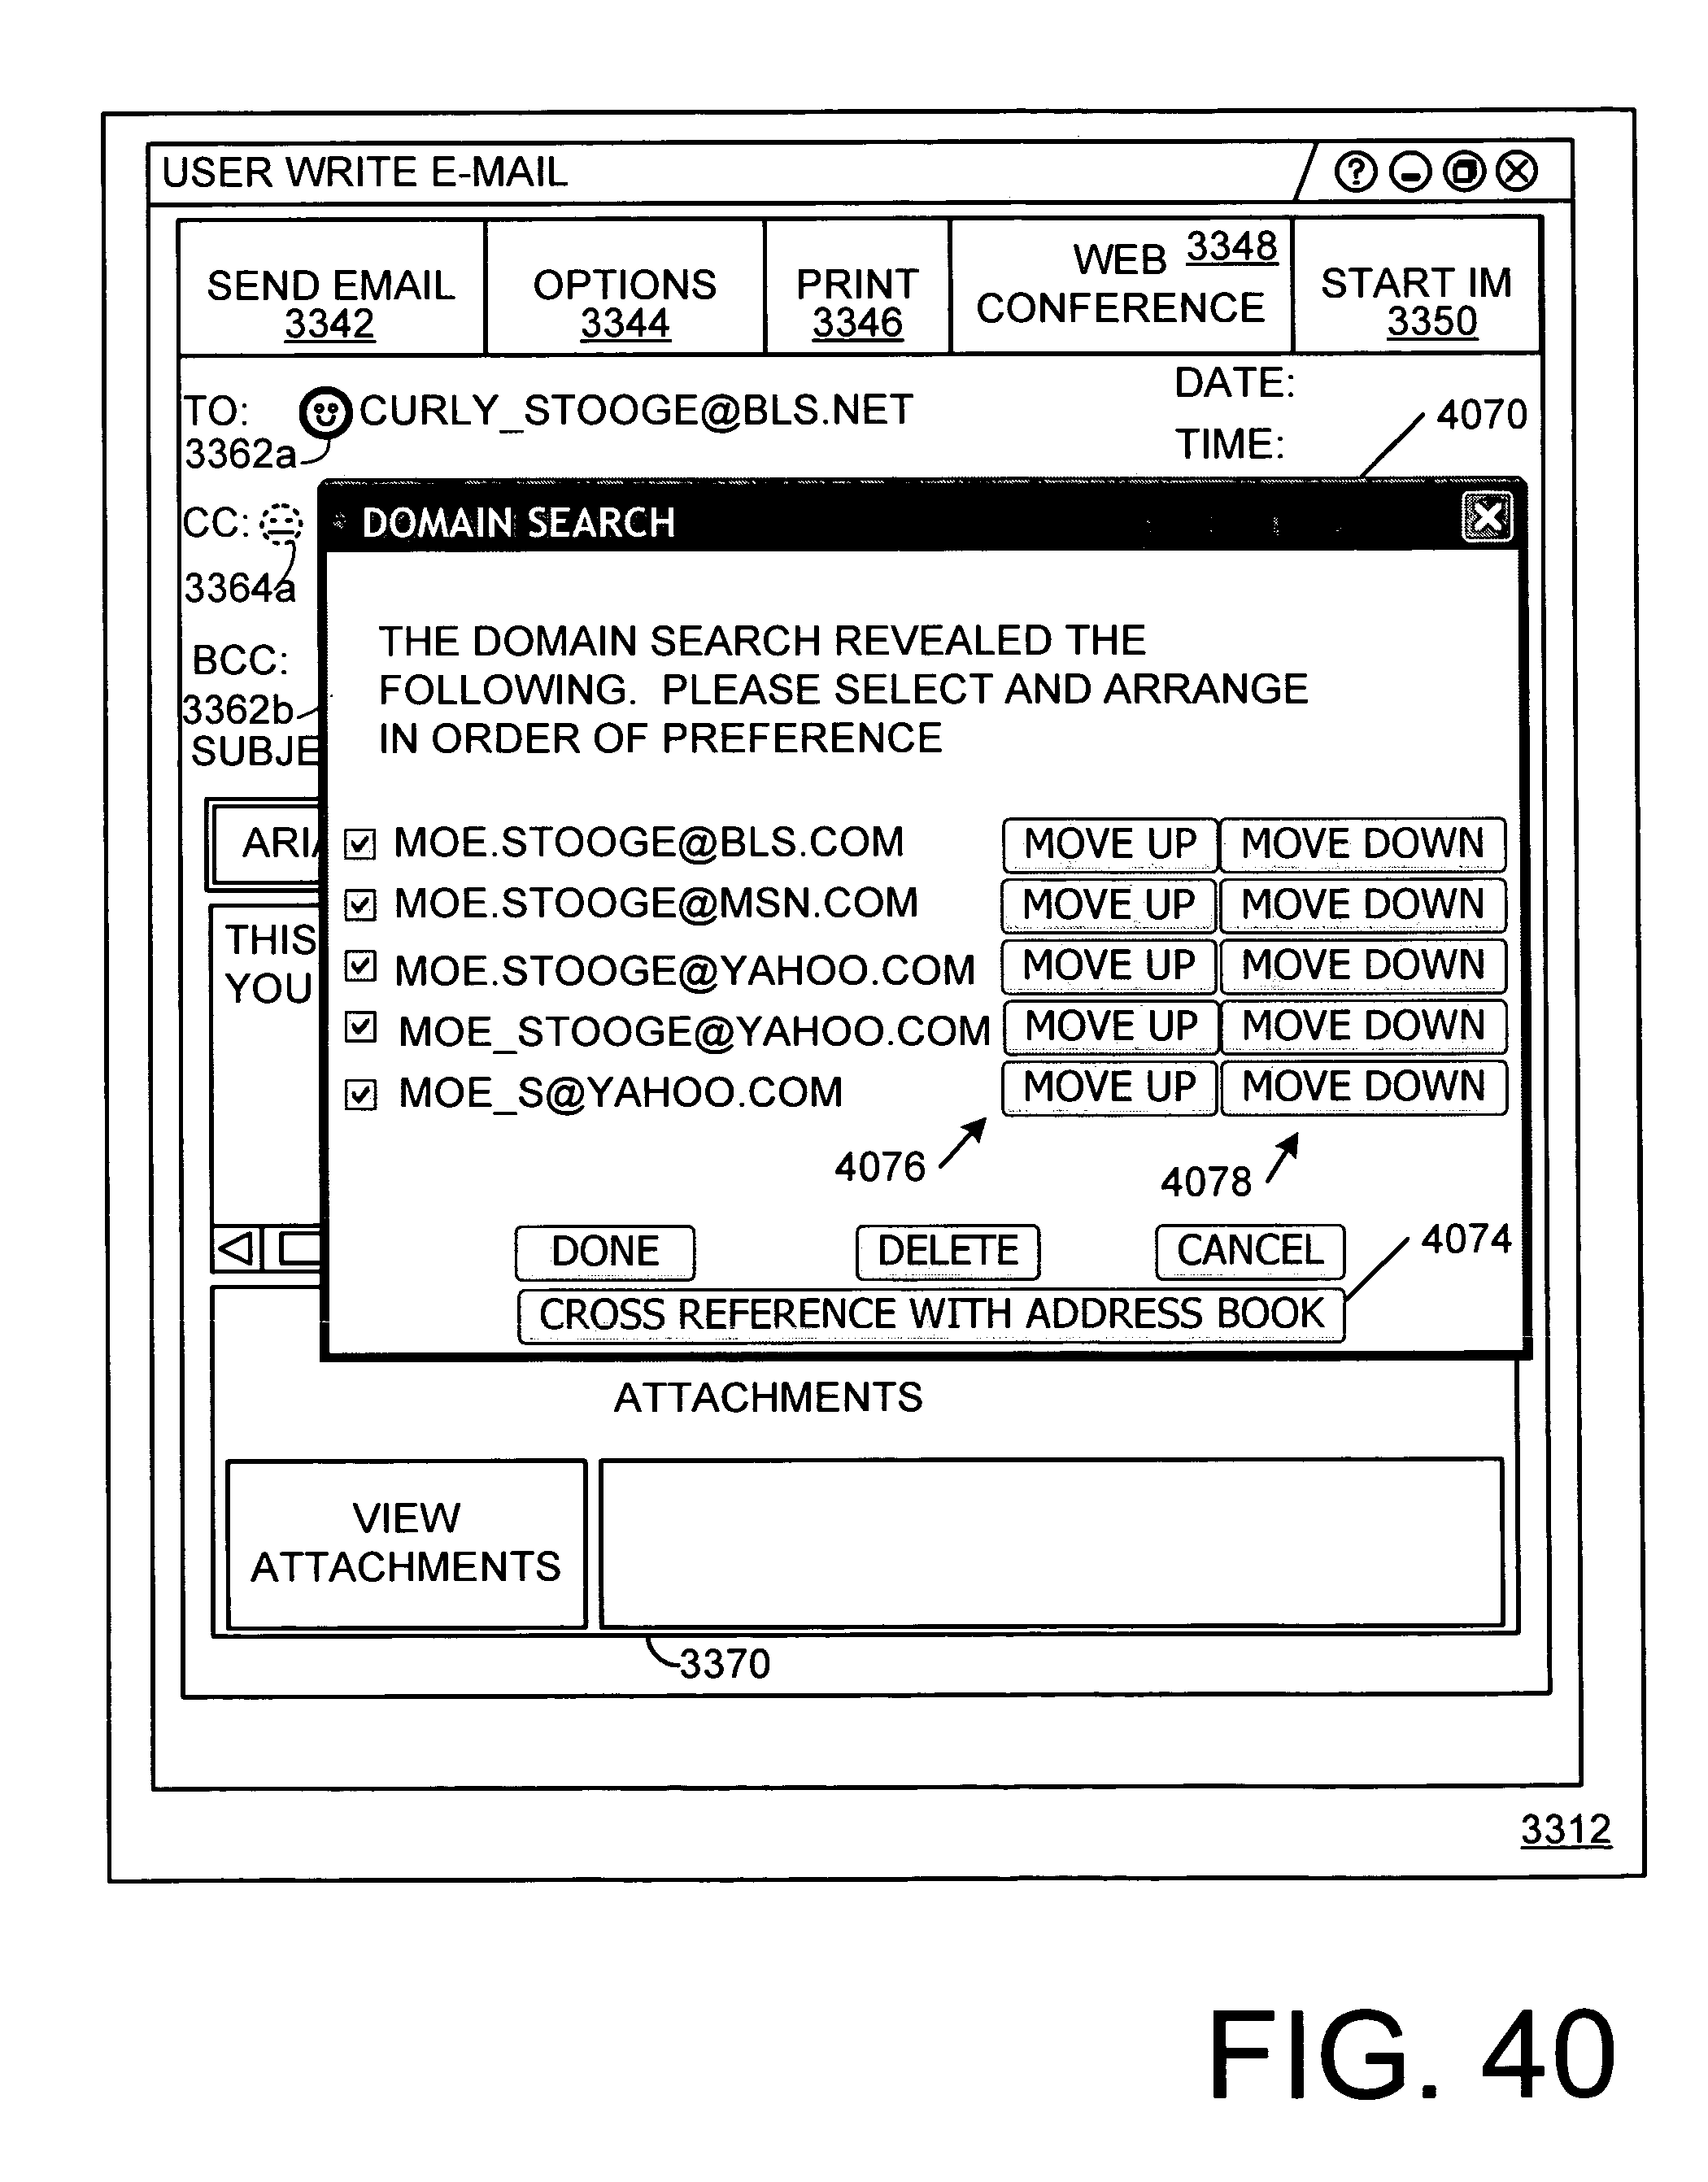 USER WRITE E-MAIL
SEND EMAIL
3342
OPTIONS
3344
PRINT
3346
WEB 3348
CONFERENCE
START IM
3350
TO: CURLY_STOOGE@BLS.NET
3362a
DATE:
TIME:
4070
CC:
3364a
BCC:
3362b
SUBJE
ARI
THIS
YOU
DOMAIN SEARCH
THE DOMAIN SEARCH REVEALED THE
FOLLOWING. PLEASE SELECT AND ARRANGE
IN ORDER OF PREFERENCE
MOE.STOOGE@BLS.COM MOVE UP MOVE DOWN
MOE.STOOGE@MSN.COM MOVE UP MOVE DOWN
MOE.STOOGE@YAHOO.COM MOVE UP MOVE DOWN
MOE_STOOGE@YAHOO.COM MOVE UP MOVE DOWN
MOE_S@YAHOO.COM MOVE UP MOVE DOWN
4076
4078
DONE DELETE CANCEL
4074
CROSS REFERENCE WITH ADDRESS BOOK
ATTACHMENTS
VIEW
ATTACHMENTS
3370
3312
FIG. 40